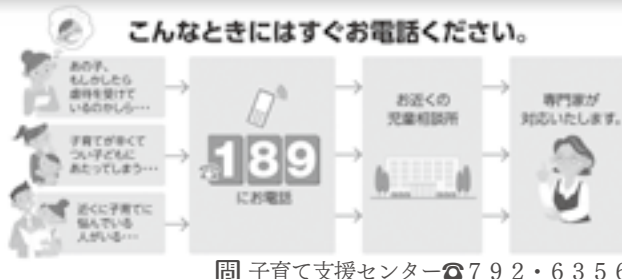 こんなときにはすぐお電話ください。
あの子、
もしかしたら
虐待を受けて
いるのかしら…
子育てが辛くて
つい子どもに
あたってしまう…
近くに子育てに
悩んでいる
人がいる…
☎189
にお電話
お近くの
児童相談所
専門家が
対応いたします。
問 子育て支援センター☎792・6356